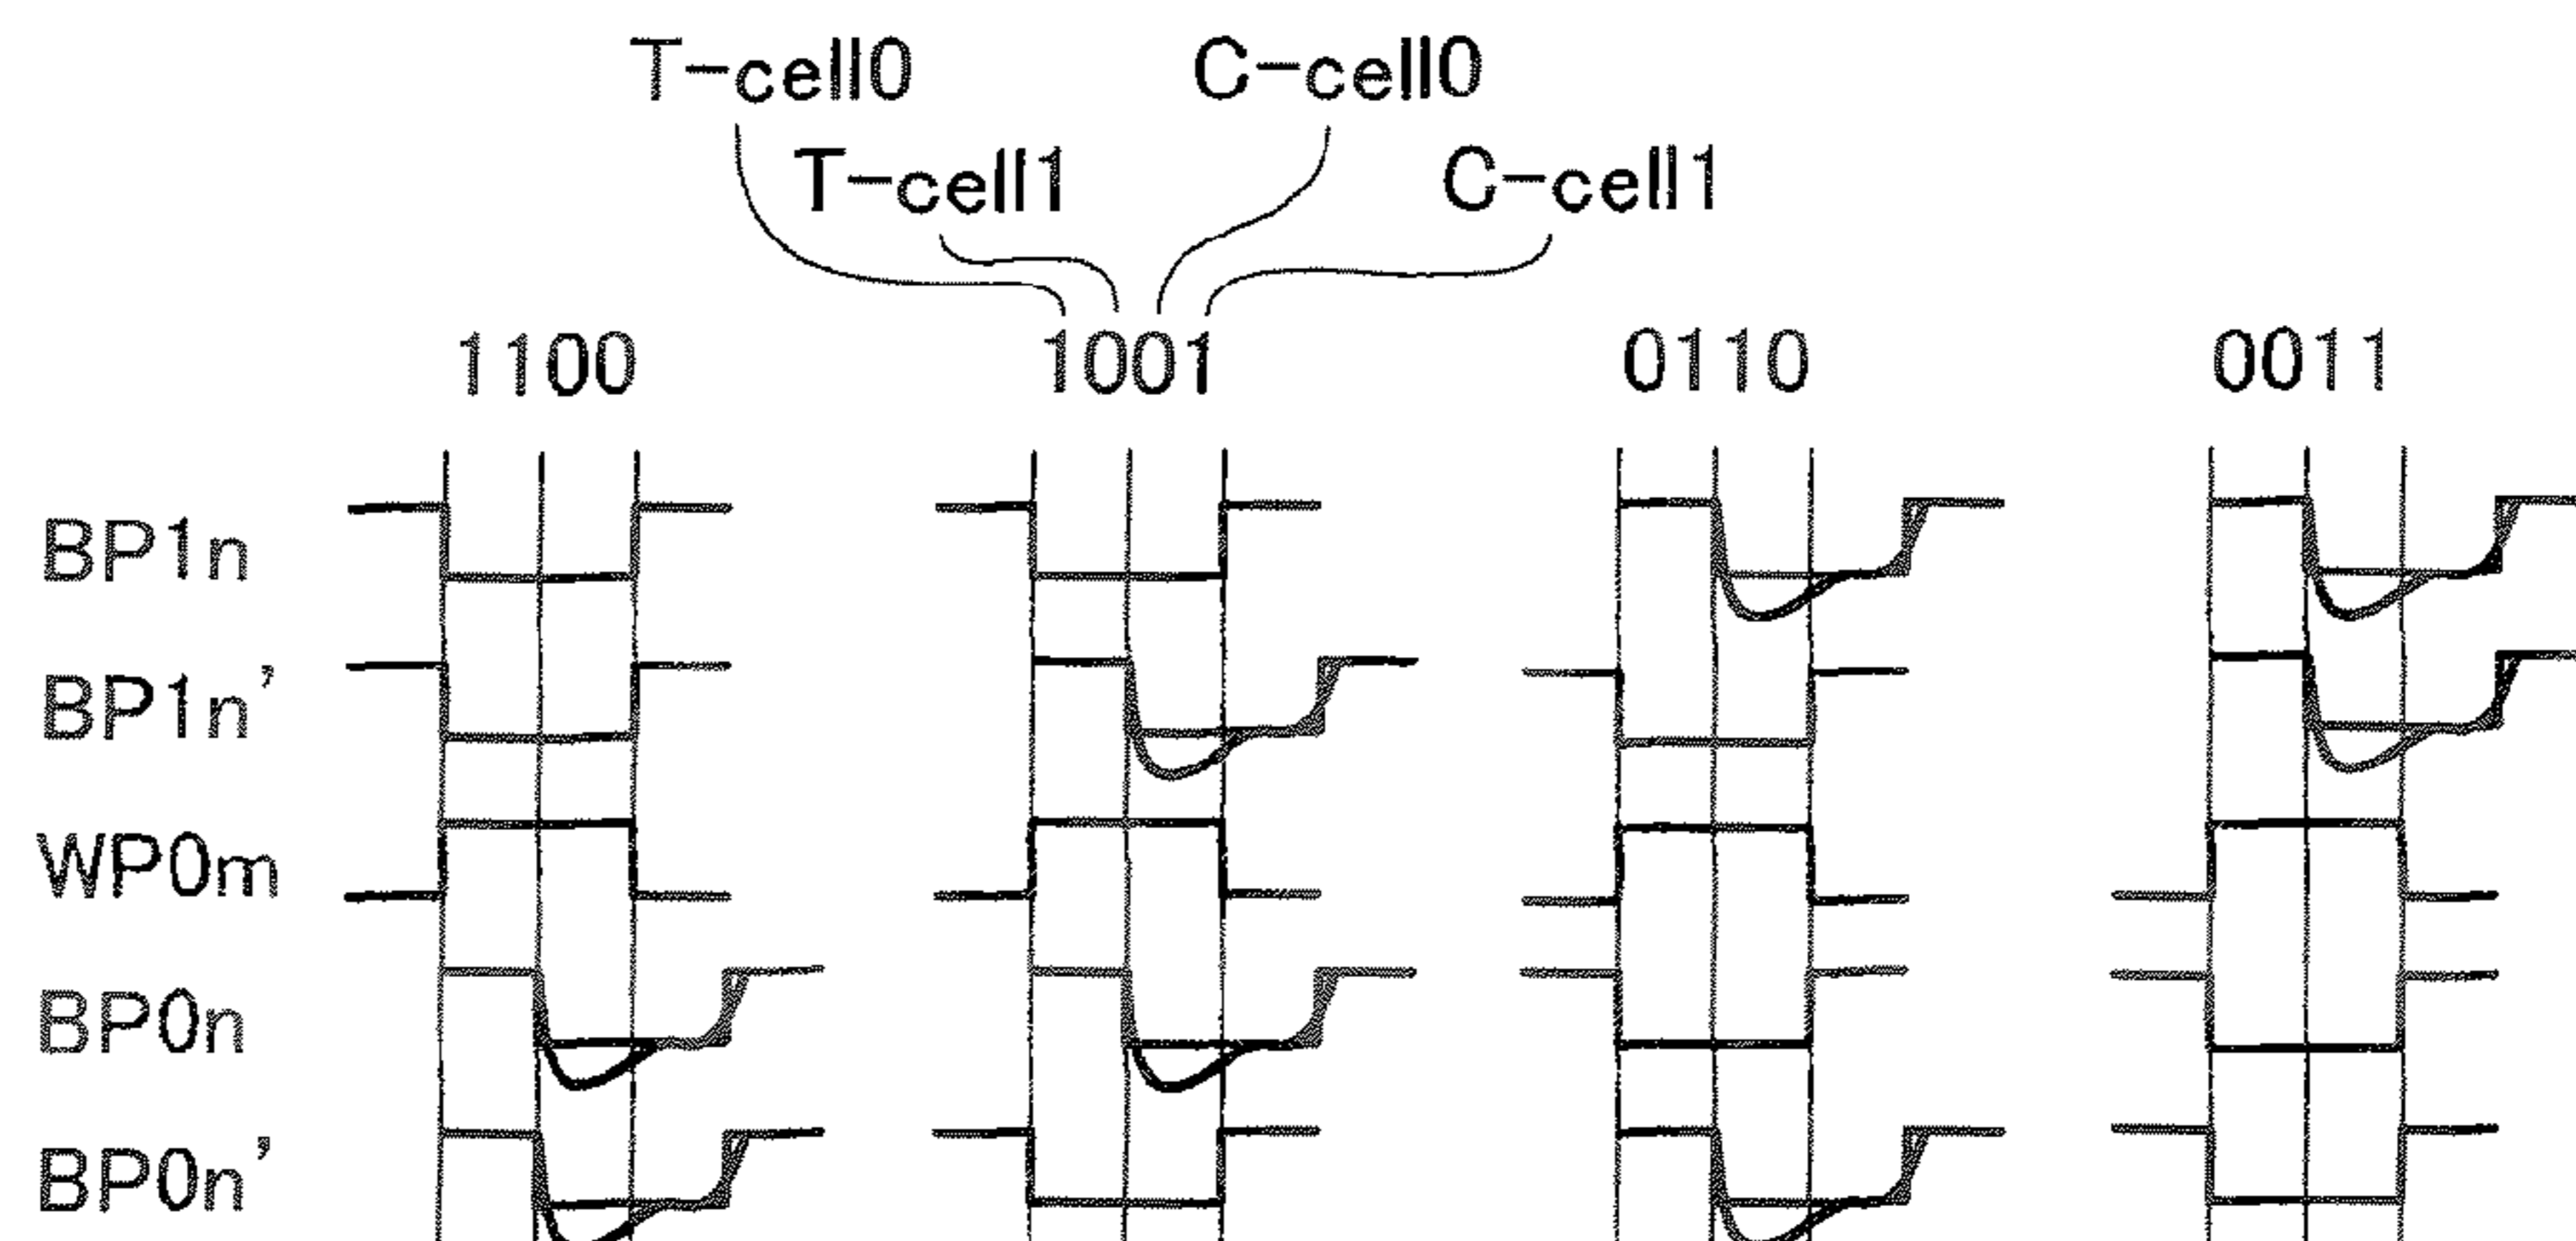 T-cell0 C-cell0
T-cell1 C-cell1
1100 1001 0110 0011
BP1n
BP1n’
WP0m
BP0n
BP0n’